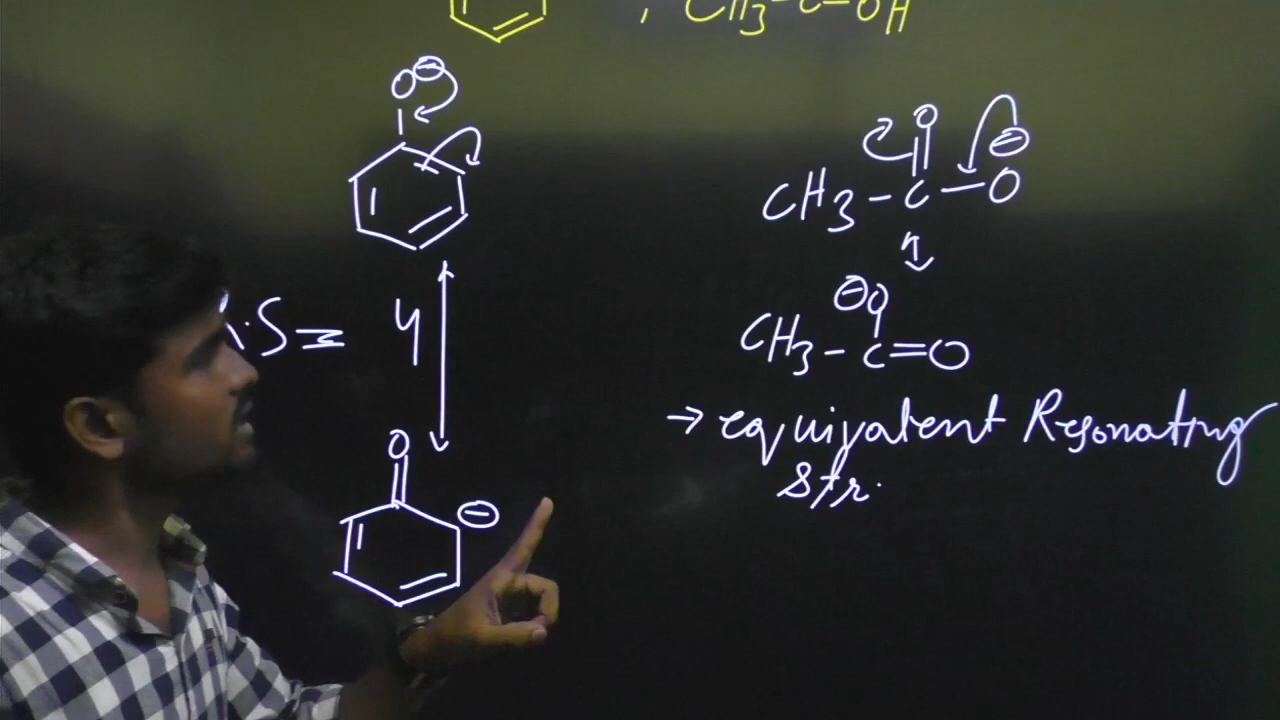 , CH3-C-OH
O⊖
O
⊖
CH3-C-O
⊖O
CH3-C=O
.S = 4
→ equivalent Resonating
Str.
O
⊖